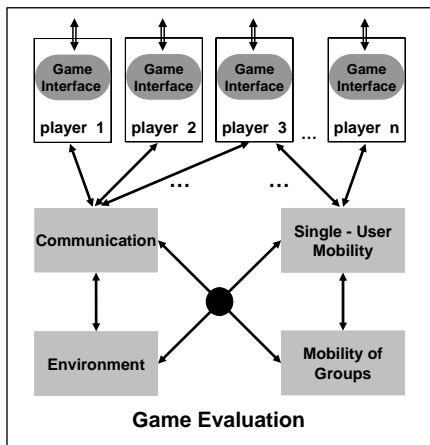 Game
Interface
Game
Interface
Game
Interface
Game
Interface
player 1
player 2
player 3
...
player n
...
...
Communication
Single - User
Mobility
Environment
Mobility of
Groups
Game Evaluation